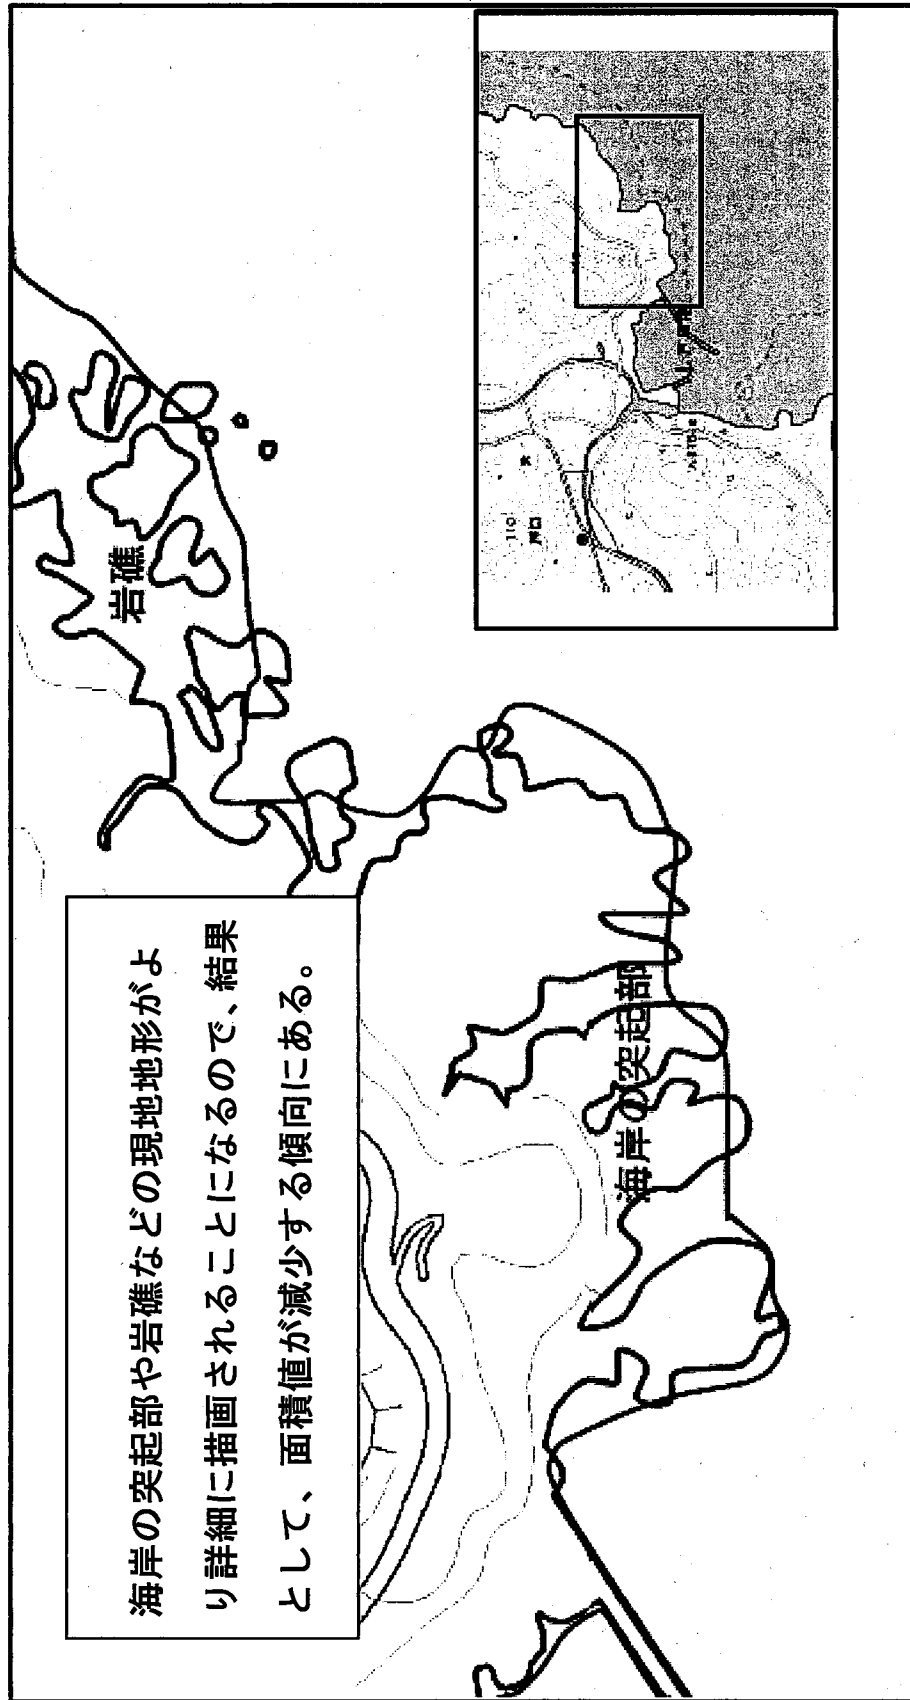 海岸の突起部や岩礁などの現地地形がよ
り詳細に描画されることになるので、結果
として、面積値が減少する傾向にある。
岩礁
海岸の突起部